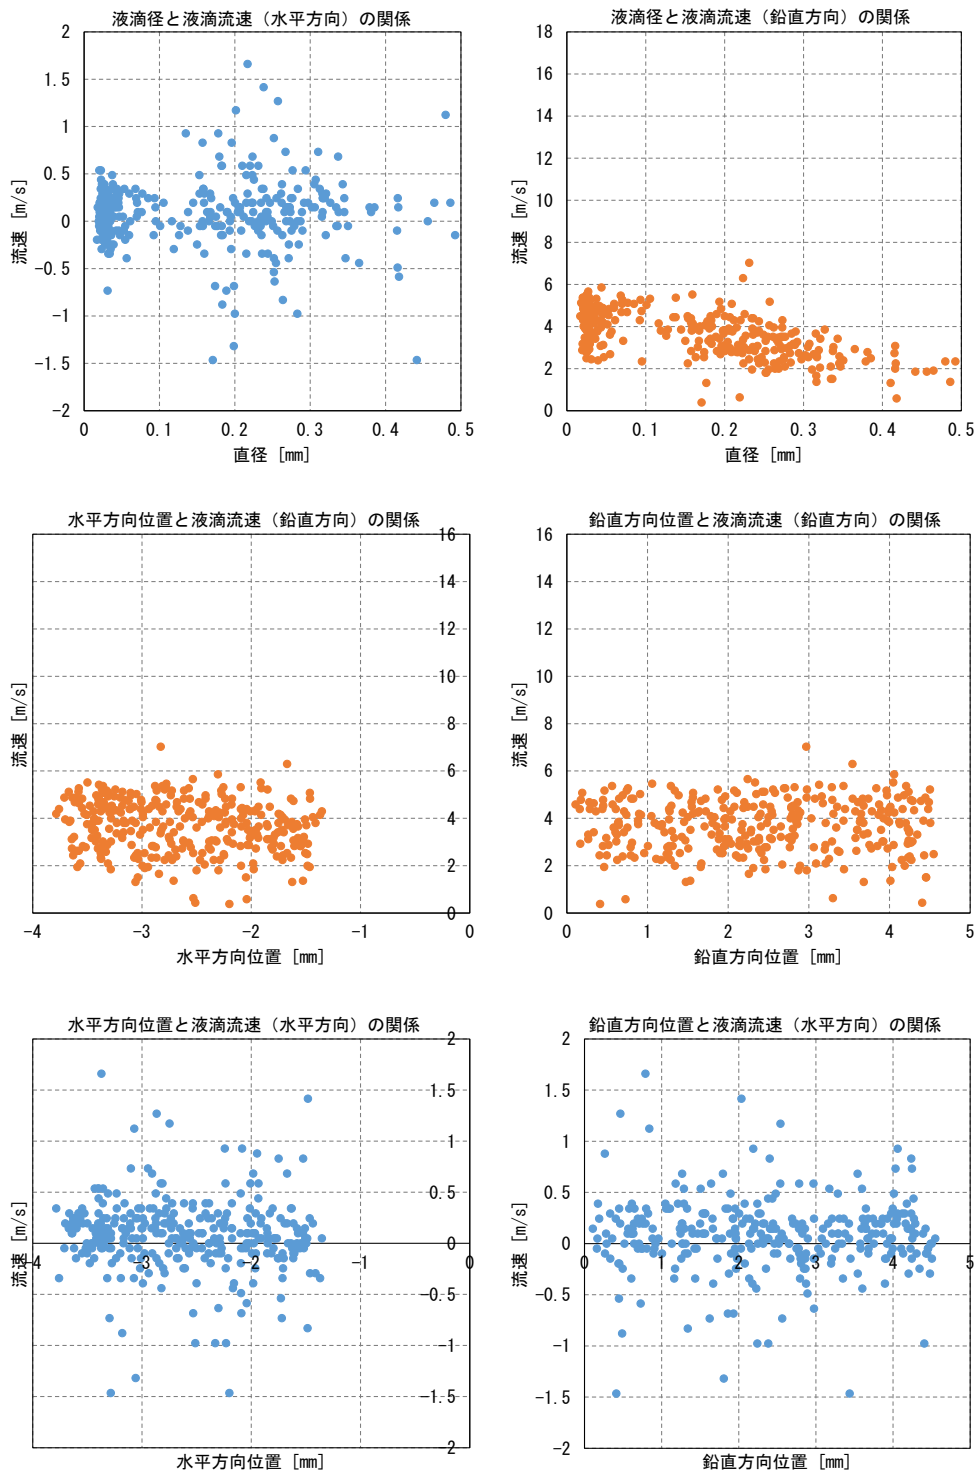 液滴径と液滴流速（水平方向）の関係
2
1.5
1
0.5
0
-0.5
-1
-1.5
-2
流速 [m/s]
0 0.1 0.2 0.3 0.4 0.5
直径 [mm]
液滴径と液滴流速（鉛直方向）の関係
18
16
14
12
10
8
6
4
2
0
流速 [m/s]
0 0.1 0.2 0.3 0.4 0.5
直径 [mm]
水平方向位置と液滴流速（鉛直方向）の関係
16
14
12
10
8
6
4
2
0
流速 [m/s]
-4 -3 -2 -1 0
水平方向位置 [mm]
鉛直方向位置と液滴流速（鉛直方向）の関係
16
14
12
10
8
6
4
2
0
流速 [m/s]
0 1 2 3 4 5
鉛直方向位置 [mm]
水平方向位置と液滴流速（水平方向）の関係
2
1.5
1
0.5
0
-0.5
-1
-1.5
-2
流速 [m/s]
-4 -3 -2 -1 0
水平方向位置 [mm]
鉛直方向位置と液滴流速（水平方向）の関係
2
1.5
1
0.5
0
-0.5
-1
-1.5
-2
流速 [m/s]
0 1 2 3 4 5
鉛直方向位置 [mm]